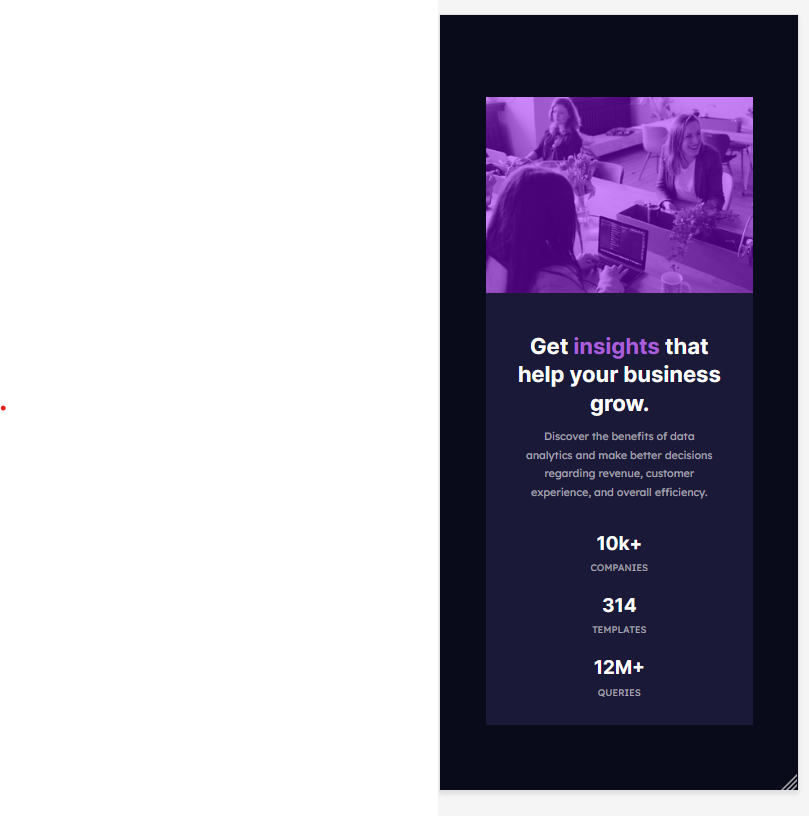 Get insights that
help your business
grow.
Discover the benefits of data
analytics and make better decisions
regarding revenue, customer
experience, and overall efficiency.
10k+
COMPANIES
314
TEMPLATES
12M+
QUERIES